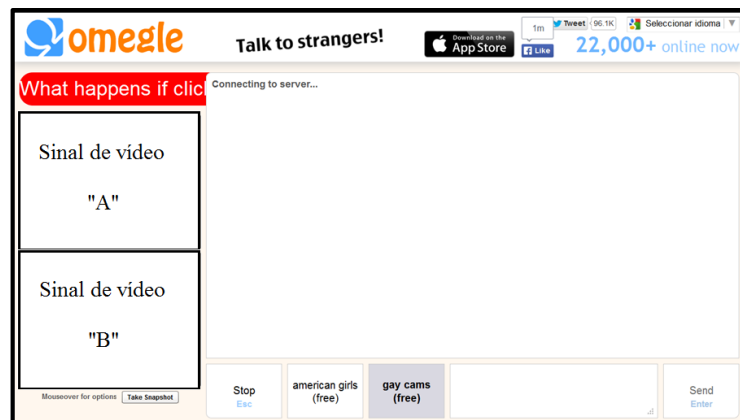 omegle
Talk to strangers!
Download on the
App Store
1m
Like
Tweet 96.1K
Seleccionar idioma
22,000+ online now
What happens if clic
Connecting to server...
Sinal de vídeo
"A"
Sinal de vídeo
"B"
Mouseover for options Take Snapshot
Stop
Esc
american girls
(free)
gay cams
(free)
Send
Enter